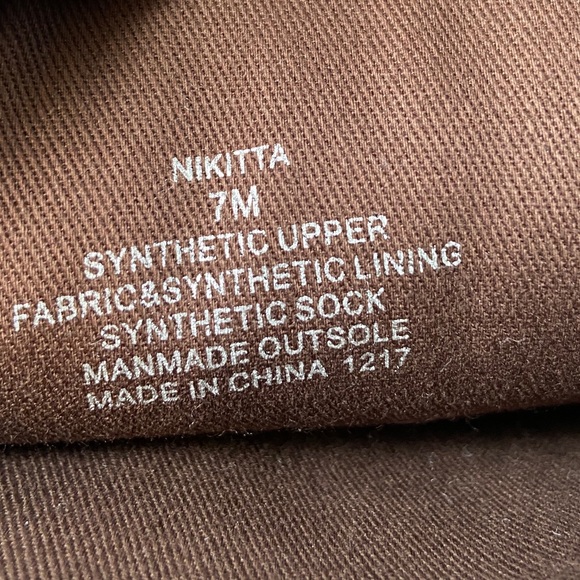 NIKITTA
7M
SYNTHETIC UPPER
FABRIC&SYNTHETIC LINING
SYNTHETIC SOCK
MANMADE OUTSOLE
MADE IN CHINA 1217